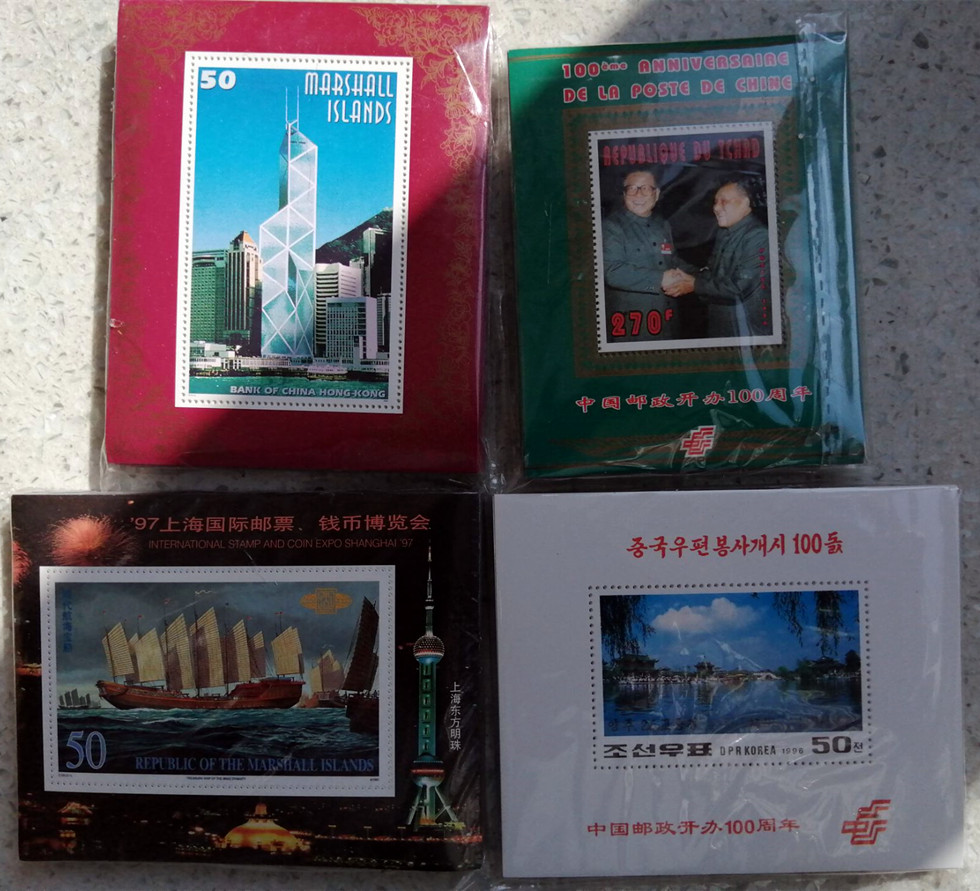 50
MARSHALL
ISLANDS
BANK OF CHINA HONG-KONG
100ème ANNIVERSAIRE
DE LA POSTE DE CHINE
REPUBLIQUE DU TCHAD
270F
中国邮政开办100周年
'97上海国际邮票、钱币博览会
INTERNATIONAL STAMP AND COIN EXPO SHANGHAI '97
50
REPUBLIC OF THE MARSHALL ISLANDS
上海东方明珠
중국우편봉사개시 100돐
조선우표 DPR KOREA 1996 50전
中国邮政开办100周年